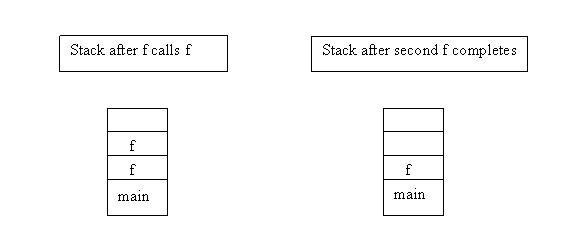 Stack after f calls f
Stack after second f completes
f
f
main
f
main